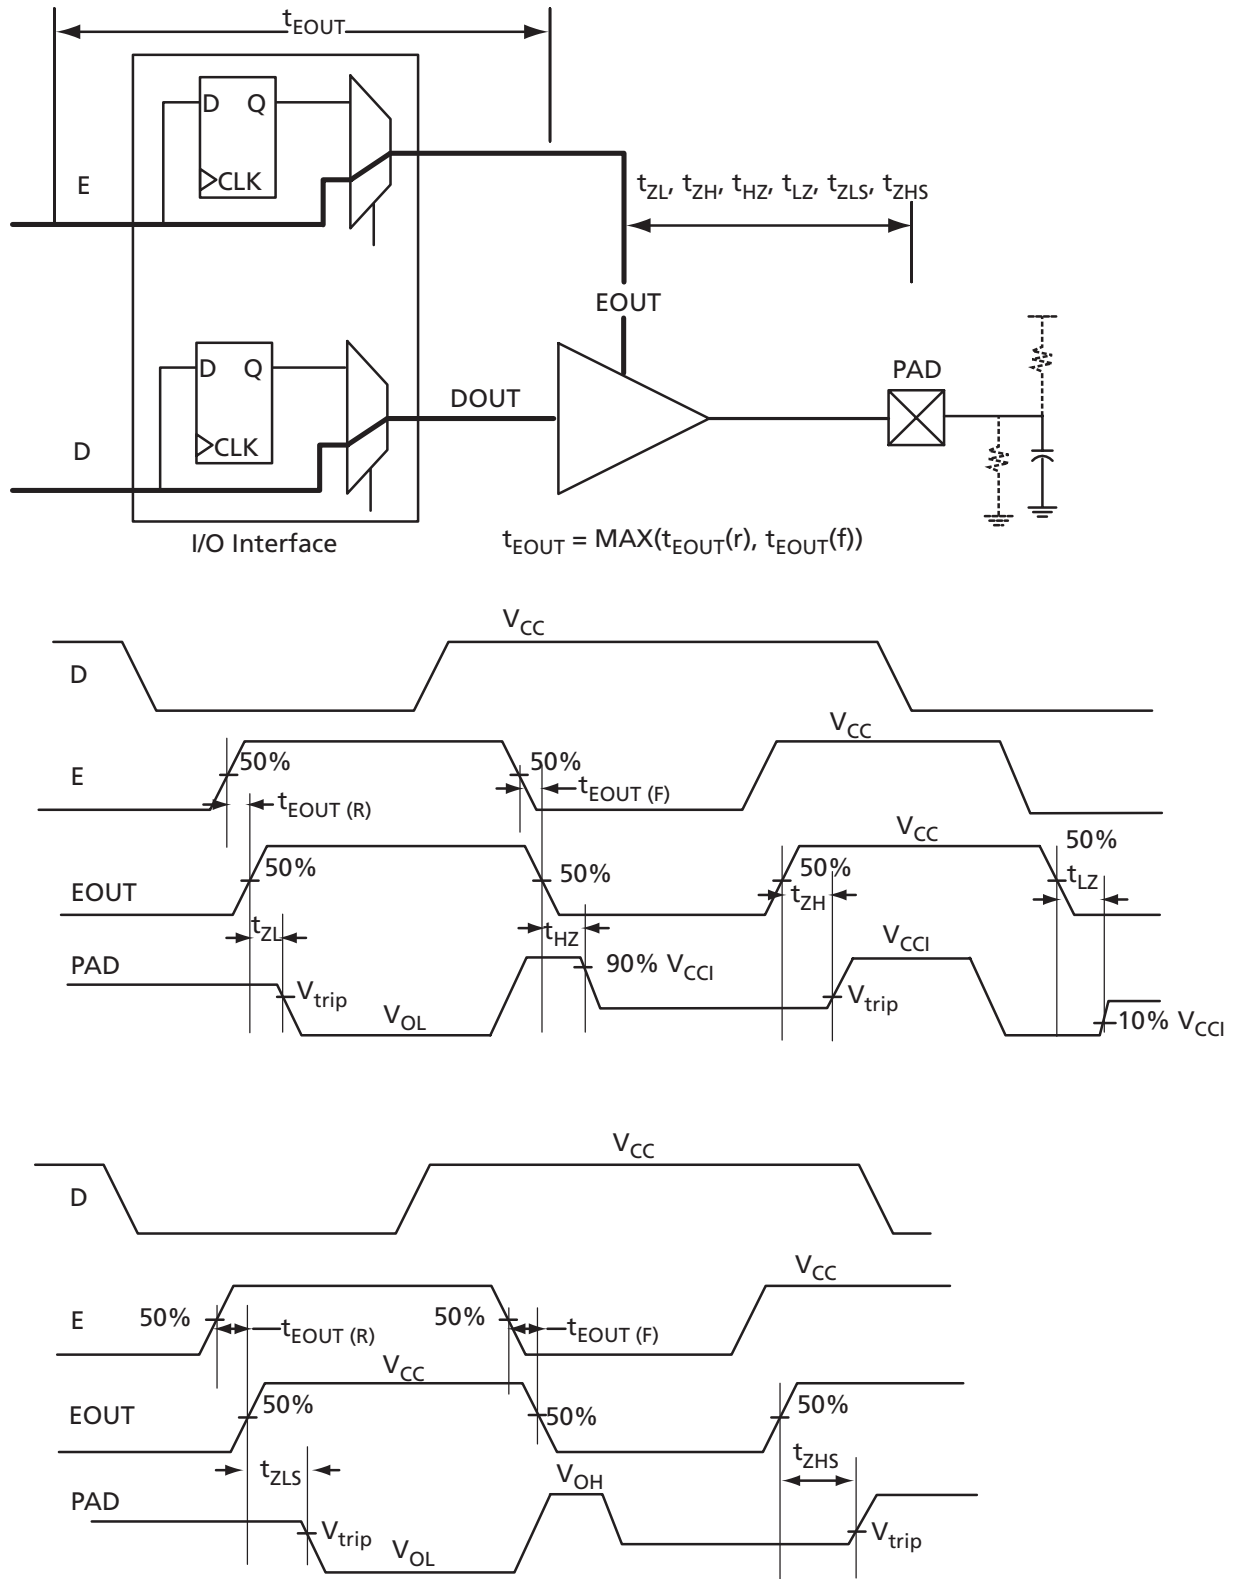 tEOUT
D Q
CLK
E
tZL, tZH, tHZ, tLZ, tZLS, tZHS
EOUT
D Q
CLK
DOUT
PAD
D
I/O Interface
tEOUT = MAX(tEOUT(r), tEOUT(f))
VCC
D
VCC
50% 50%
E
tEOUT (R) tEOUT (F)
VCC
50%
50% 50% 50%
tLZ
EOUT
tZH
tZL tHZ
VCCI
PAD
90% VCCI
Vtrip Vtrip
VOL
10% VCCI
VCC
D
VCC
50% 50%
E
tEOUT (R) tEOUT (F)
VCC
50% 50% 50%
EOUT
tZLS tZHS
VOH
PAD
Vtrip Vtrip
VOL